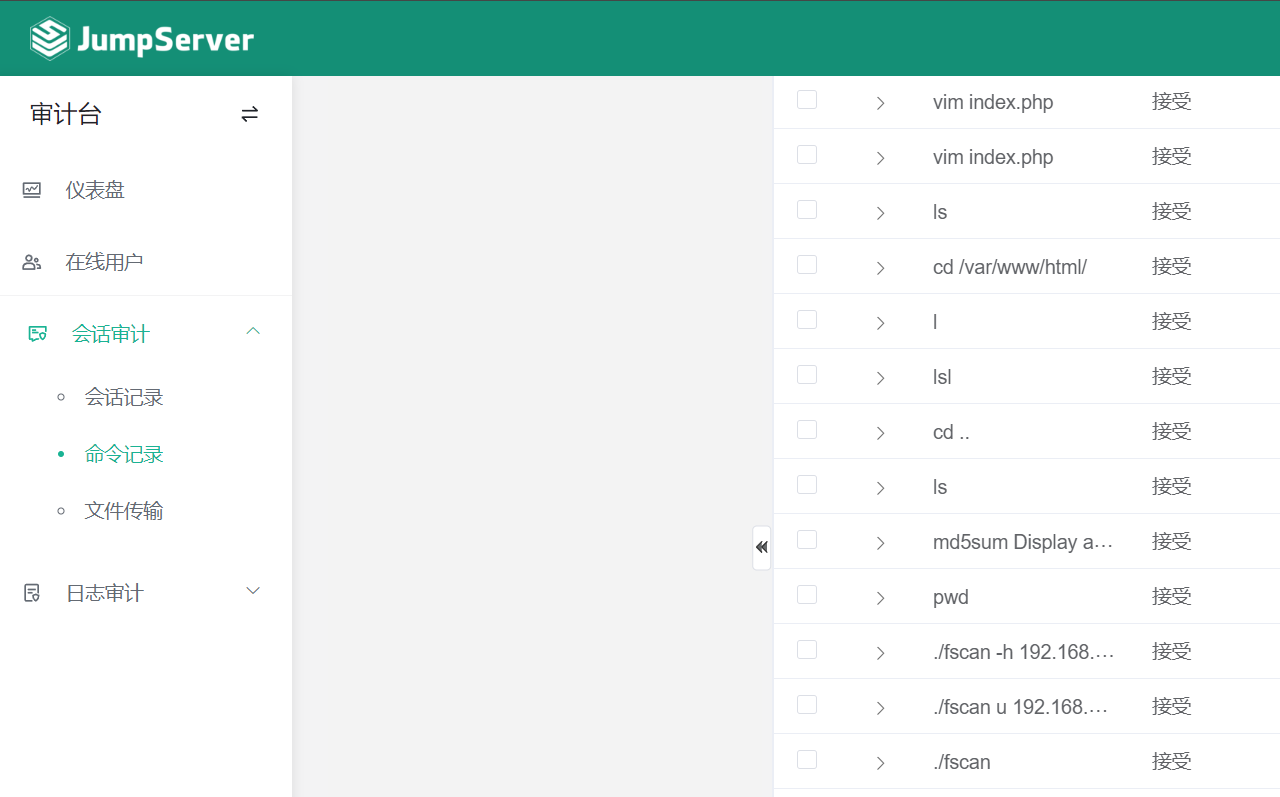 JumpServer
审计台
仪表盘
在线用户
会话审计
会话记录
命令记录
文件传输
日志审计
vim index.php 接受
vim index.php 接受
ls 接受
cd /var/www/html/ 接受
l 接受
lsl 接受
cd .. 接受
ls 接受
md5sum Display a... 接受
pwd 接受
./fscan -h 192.168.... 接受
./fscan u 192.168.... 接受
./fscan 接受